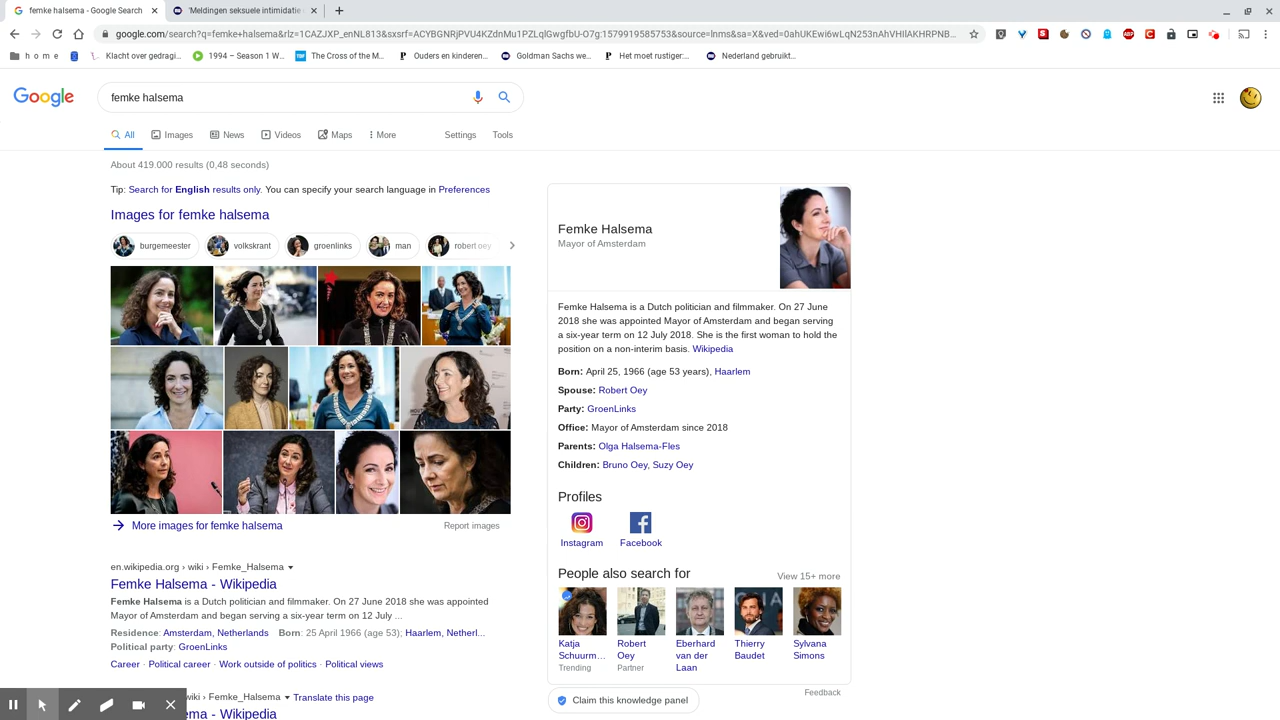 femke halsema - Google Search
'Meldingen seksuele intimidatie
google.com/search?q=femke+halsema&rlz=1CAZJXP_enNL813&sxsrf=ACYBGNRjPVU4KZdnMu1PZLqlGwgfbU-O7g:1579919585753&source=lnms&sa=X&ved=0ahUKEwi6wLqN253nAhVHIlAKHRPNB...
h o m e
Klacht over gedragi...
1994 – Season 1 W...
The Cross of the M...
Ouders en kinderen...
Goldman Sachs we...
Het moet rustiger:...
Nederland gebruikt...
Google
femke halsema
All
Images
News
Videos
Maps
More
Settings
Tools
About 419.000 results (0,48 seconds)
Tip: Search for English results only. You can specify your search language in Preferences
Images for femke halsema
burgemeester
volkskrant
groenlinks
man
robert oey
More images for femke halsema
Report images
en.wikipedia.org › wiki › Femke_Halsema
Femke Halsema - Wikipedia
Femke Halsema is a Dutch politician and filmmaker. On 27 June 2018 she was appointed
Mayor of Amsterdam and began serving a six-year term on 12 July ...
Residence: Amsterdam, Netherlands Born: 25 April 1966 (age 53); Haarlem, Netherl...
Political party: GroenLinks
Career · Political career · Work outside of politics · Political views
wiki › Femke_Halsema Translate this page
ema - Wikipedia
Femke Halsema
Mayor of Amsterdam
Femke Halsema is a Dutch politician and filmmaker. On 27 June
2018 she was appointed Mayor of Amsterdam and began serving
a six-year term on 12 July 2018. She is the first woman to hold the
position on a non-interim basis. Wikipedia
Born: April 25, 1966 (age 53 years), Haarlem
Spouse: Robert Oey
Party: GroenLinks
Office: Mayor of Amsterdam since 2018
Parents: Olga Halsema-Fles
Children: Bruno Oey, Suzy Oey
Profiles
Instagram
Facebook
People also search for
View 15+ more
Katja
Schuurm...
Trending
Robert
Oey
Partner
Eberhard
van der
Laan
Thierry
Baudet
Sylvana
Simons
Claim this knowledge panel
Feedback